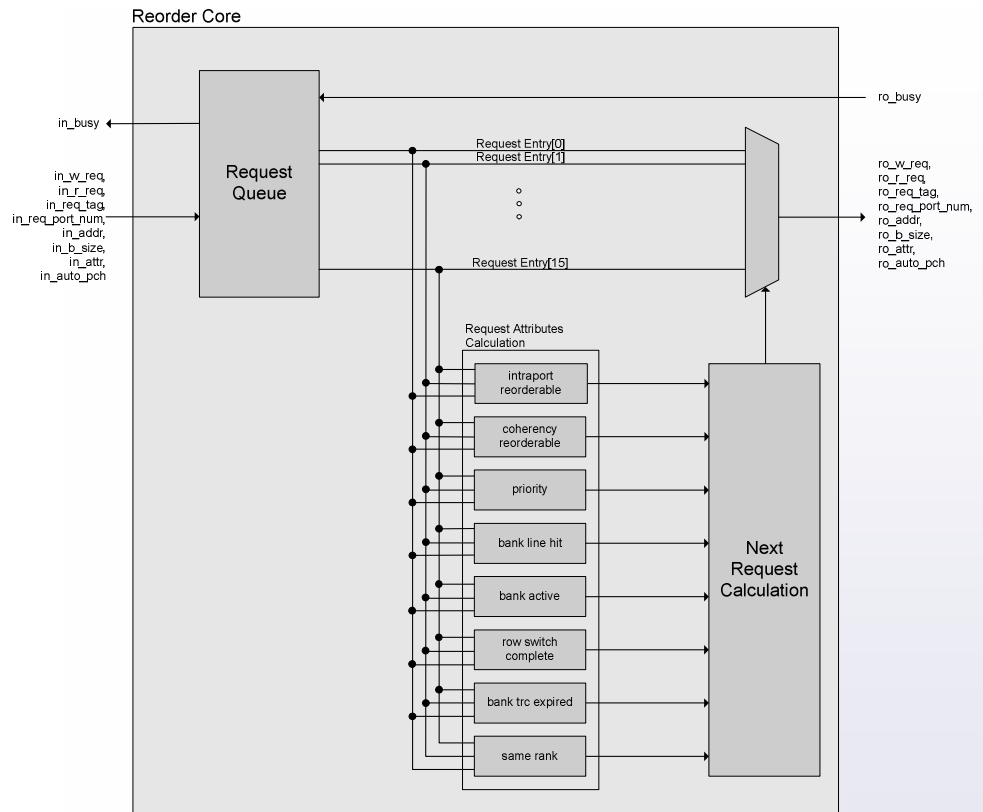 Reorder Core
ro_busy
in_busy
Request Entry[0]
Request Entry[1]
Request
Queue
in_w_req,
in_r_req,
in_req_tag,
in_req_port_num,
in_addr,
in_b_size,
in_attr,
in_auto_pch
ro_w_req,
ro_r_req,
ro_req_tag,
ro_req_port_num,
ro_addr,
ro_b_size,
ro_attr,
ro_auto_pch
Request Entry[15]
Request Attributes
Calculation
intraport
reorderable
coherency
reorderable
priority
bank line hit
bank active
row switch
complete
bank trc expired
same rank
Next
Request
Calculation